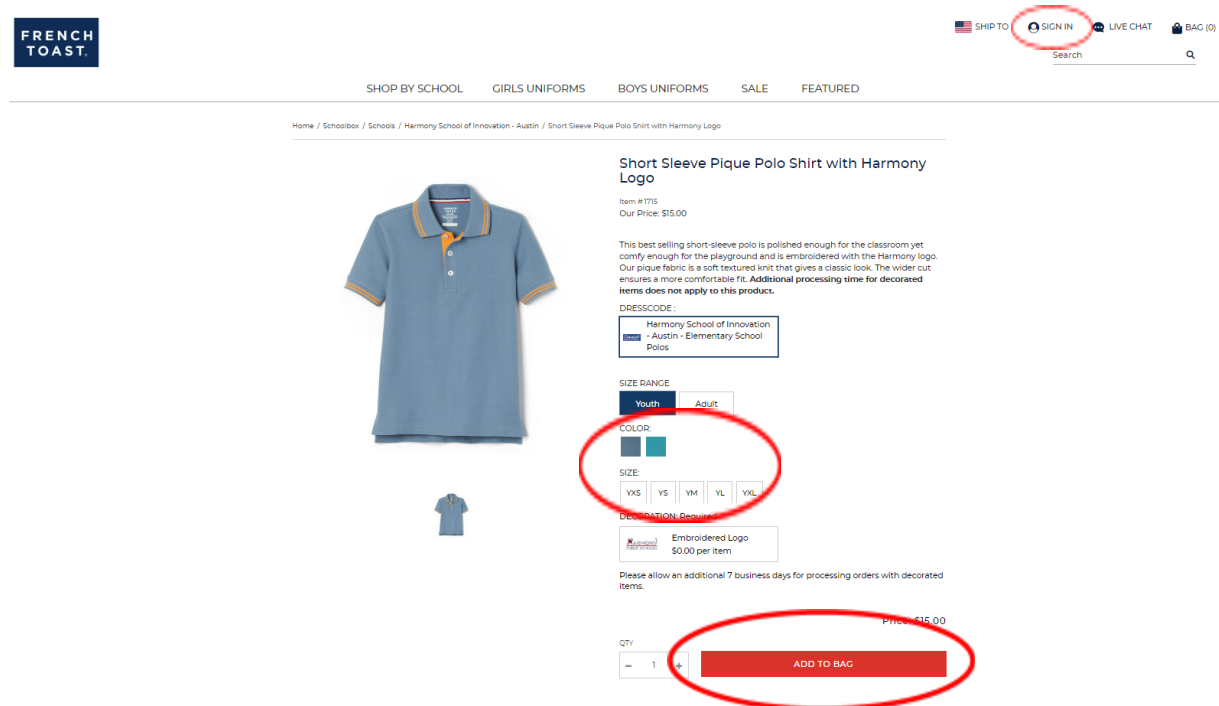 FRENCH
TOAST.
SHIP TO
SIGN IN
LIVE CHAT
BAG (0)
Search
SHOP BY SCHOOL
GIRLS UNIFORMS
BOYS UNIFORMS
SALE
FEATURED
Home / Schoolbox / Schools / Harmony School of Innovation - Austin / Short Sleeve Pique Polo Shirt with Harmony Logo
Short Sleeve Pique Polo Shirt with Harmony
Logo
Item # 1715
Our Price: $15.00
This best selling short-sleeve polo is polished enough for the classroom yet
comfy enough for the playground and is embroidered with the Harmony logo.
Our pique fabric is a soft textured knit that gives a classic look. The wider cut
ensures a more comfortable fit. Additional processing time for decorated
items does not apply to this product.
DRESSCODE :
Harmony School of Innovation
- Austin - Elementary School
Polos
SIZE RANGE
Youth
Adult
COLOR:
SIZE:
YXS
YS
YM
YL
YXL
DECORATION: Required
HARMONY
Embroidered Logo
$0.00 per item
Please allow an additional 7 business days for processing orders with decorated
items.
Price: $15.00
QTY
- 1 +
ADD TO BAG